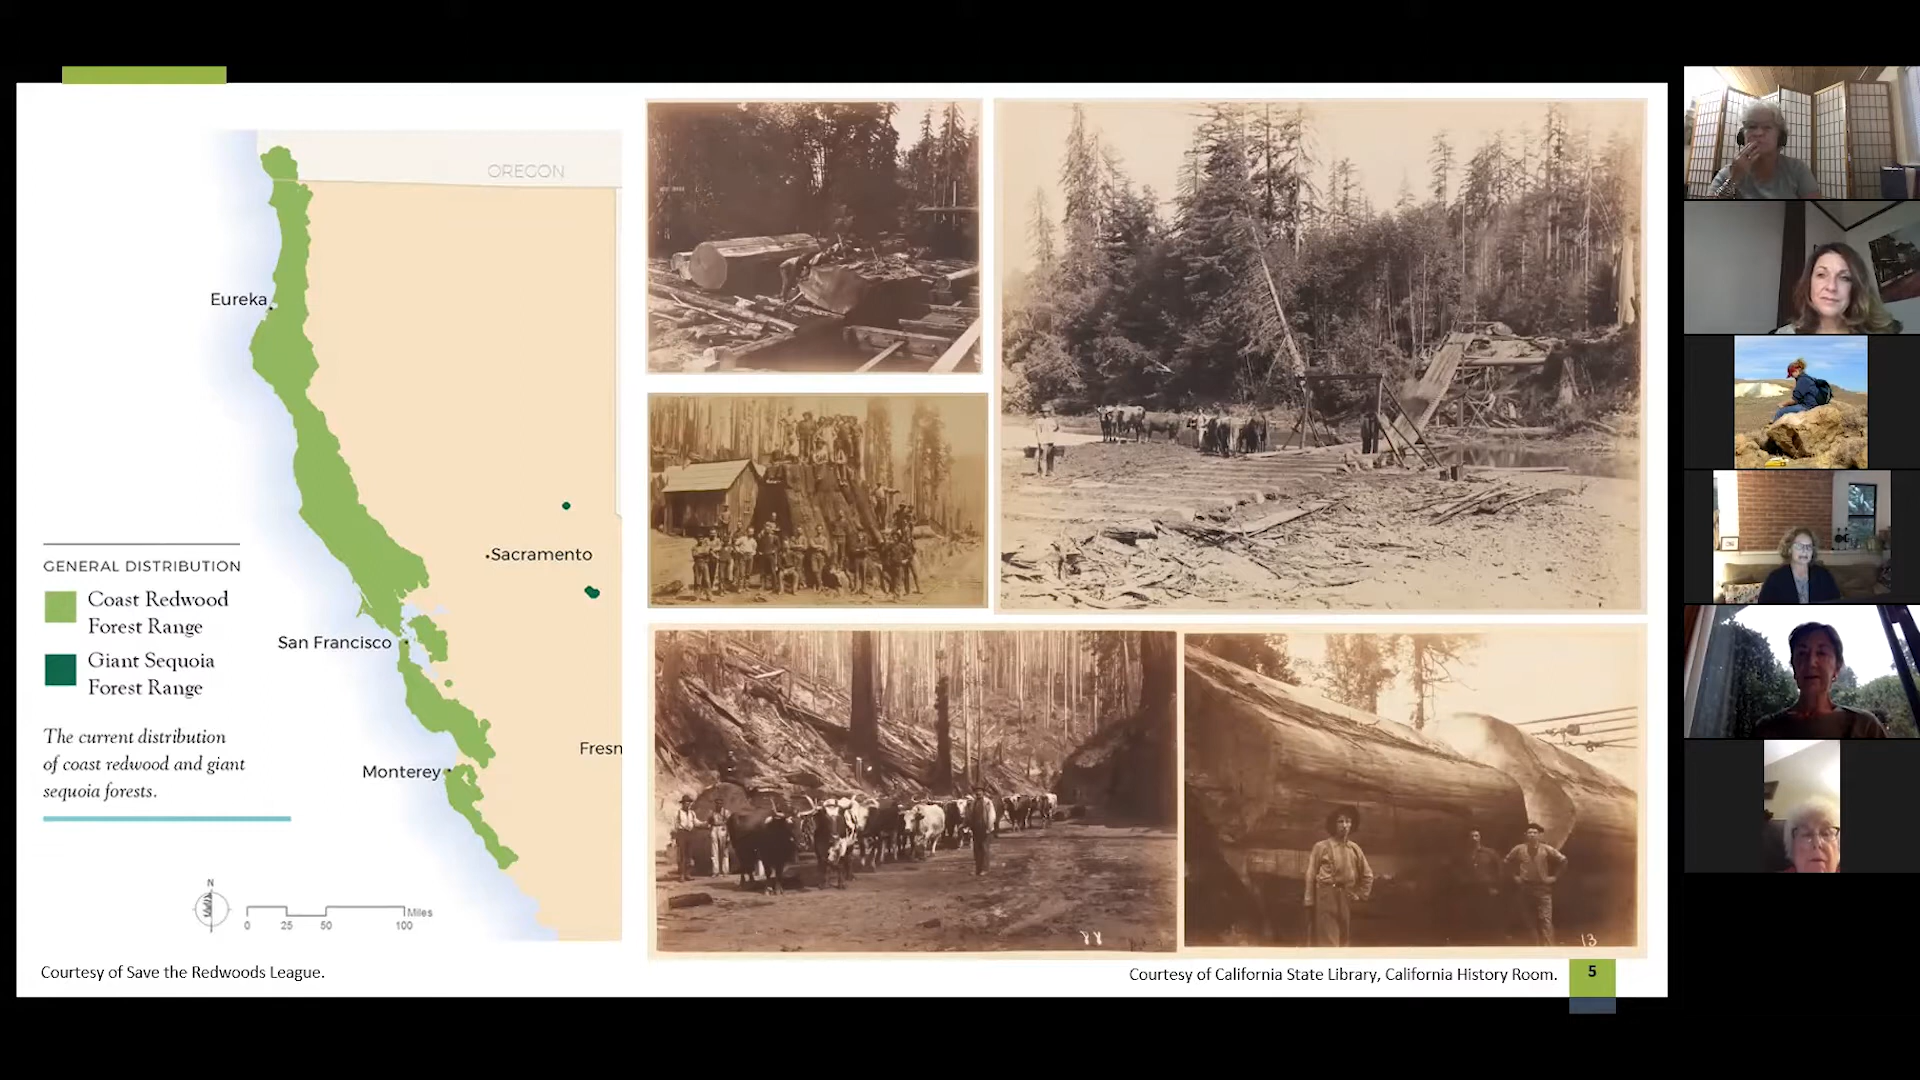 OREGON
Eureka
Sacramento
San Francisco
Fresn
Monterey
GENERAL DISTRIBUTION
Coast Redwood
Forest Range
Giant Sequoia
Forest Range
The current distribution
of coast redwood and giant
sequoia forests.
N
Miles
0 25 50 100
88
13
Courtesy of Save the Redwoods League.
Courtesy of California State Library, California History Room.
5